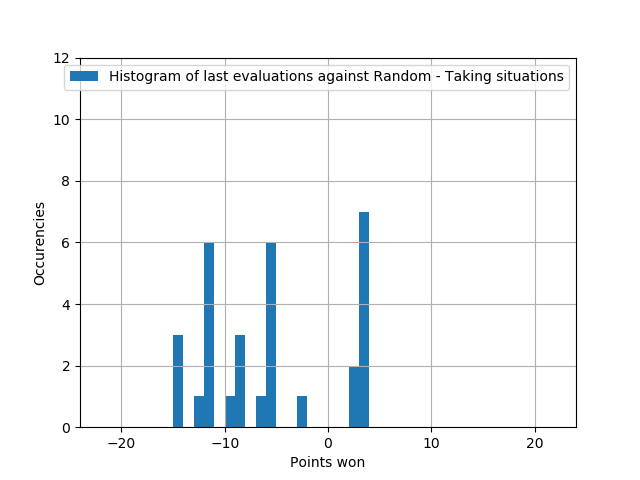 Histogram of last evaluations against Random - Taking situations
12
10
8
6
4
2
0
Occurencies
−20 −10 0 10 20
Points won